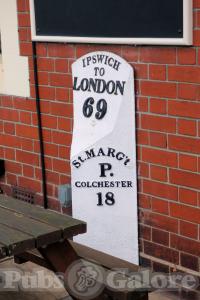 IPSWICH
TO
LONDON
69
St. MARG't
P.
COLCHESTER
18
Pubs Galore